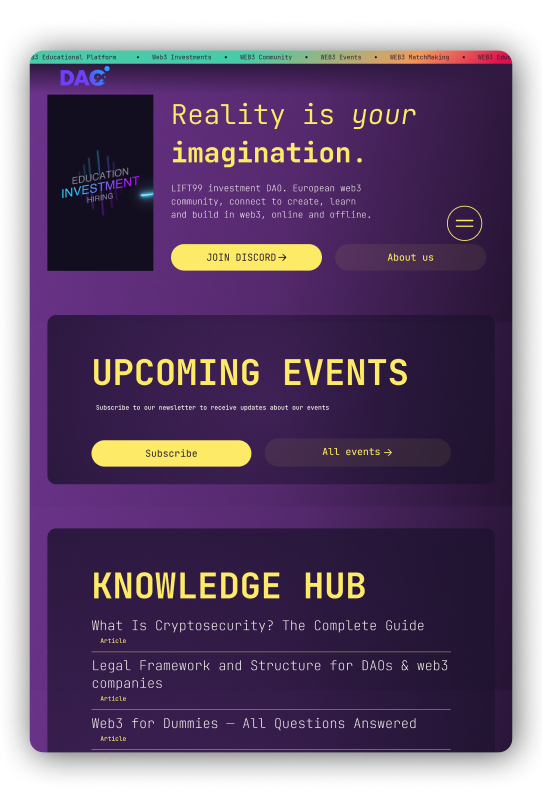 WEB3 Educational Platform • Web3 Investments • WEB3 Community • WEB3 Events • WEB3 MatchMaking • WEB3
DAO
Reality is your
imagination.
EDUCATION
INVESTMENT
HIRING
LIFT99 investment DAO. European web3
community, connect to create, learn
and build in web3, online and offline.
JOIN DISCORD→
About us
UPCOMING EVENTS
Subscribe to our newsletter to receive updates about our events
Subscribe
All events→
KNOWLEDGE HUB
What Is Cryptosecurity? The Complete Guide
Article
Legal Framework and Structure for DAOs & web3
companies
Article
Web3 for Dummies — All Questions Answered
Article